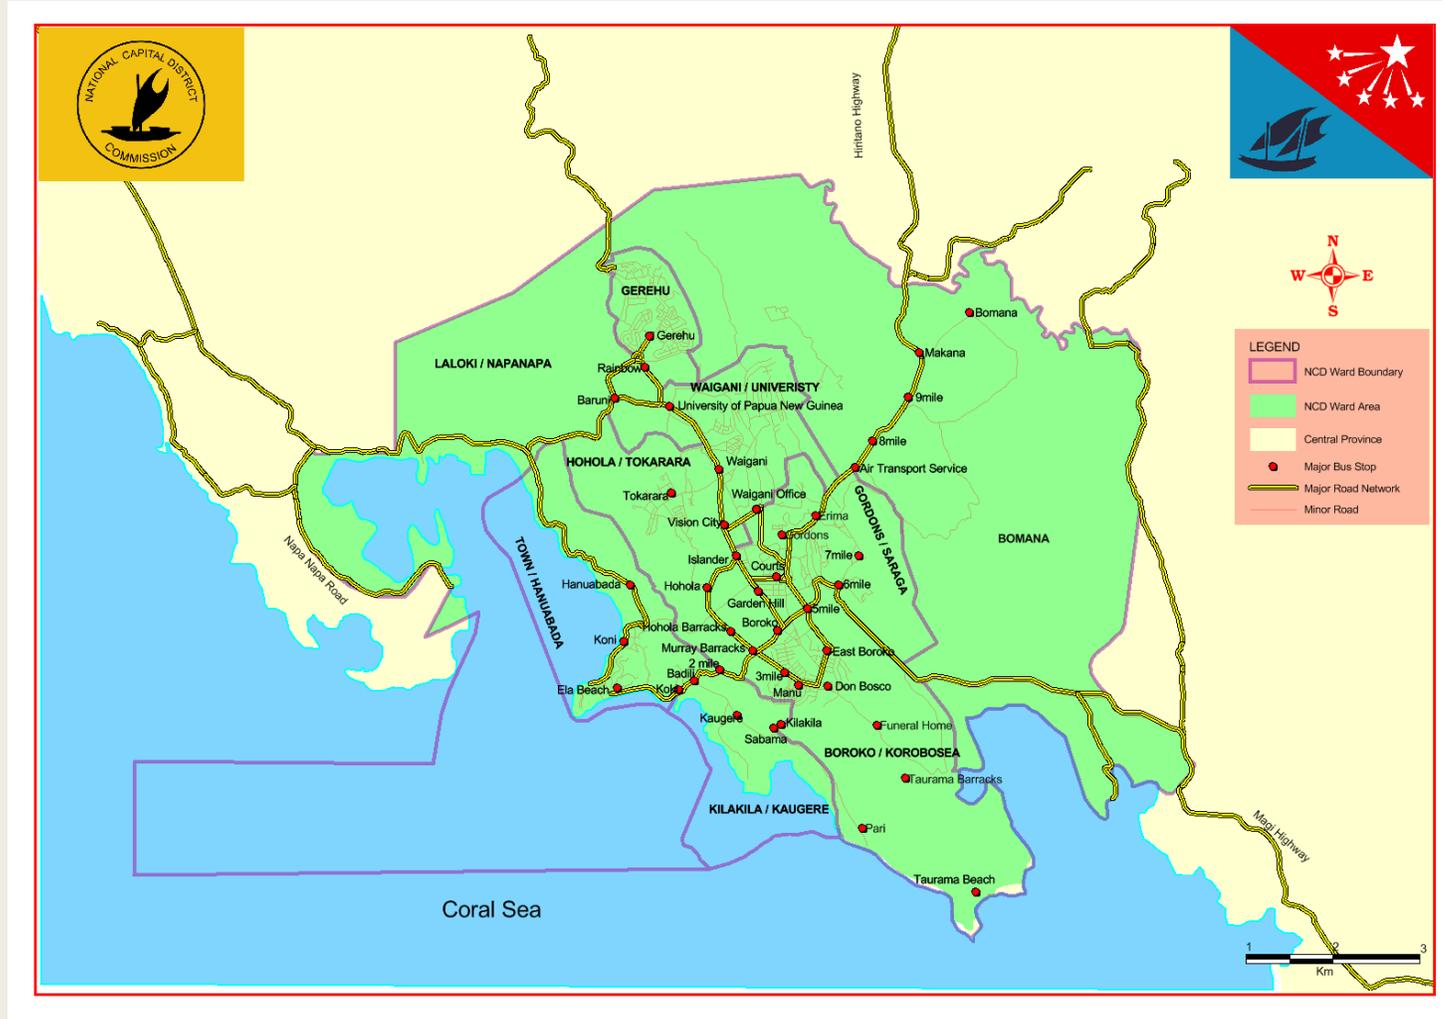 NATIONAL CAPITAL DISTRICT
COMMISSION
Hiritano Highway
N
W E
S
LEGEND
NCD Ward Boundary
NCD Ward Area
Central Province
Major Bus Stop
Major Road Network
Minor Road
GEREHU
Gerehu
Bomana
Makana
LALOKI / NAPANAPA
Rainbow
WAIGANI / UNIVERISTY
Baruni
University of Papua New Guinea
9mile
8mile
HOHOLA / TOKARARA
Waigani
Air Transport Service
Tokarara
Waigani Office
GORDONS / SARAGA
Vision City
Erima
Gordons
BOMANA
Napa Napa Road
TOWN / HANUABADA
Islander
7mile
Courts
Hanuabada
Hohola
6mile
Garden Hill
5mile
Hohola Barracks
Boroko
Koni
Murray Barracks
East Boroko
2 mile
Badili
3mile
Ela Beach
Koki
Manu
Don Bosco
Kaugere
Kilakila
Funeral Home
Sabama
BOROKO / KOROBOSEA
Taurama Barracks
KILAKILA / KAUGERE
Pari
Magi Highway
Taurama Beach
Coral Sea
1 2 3
Km